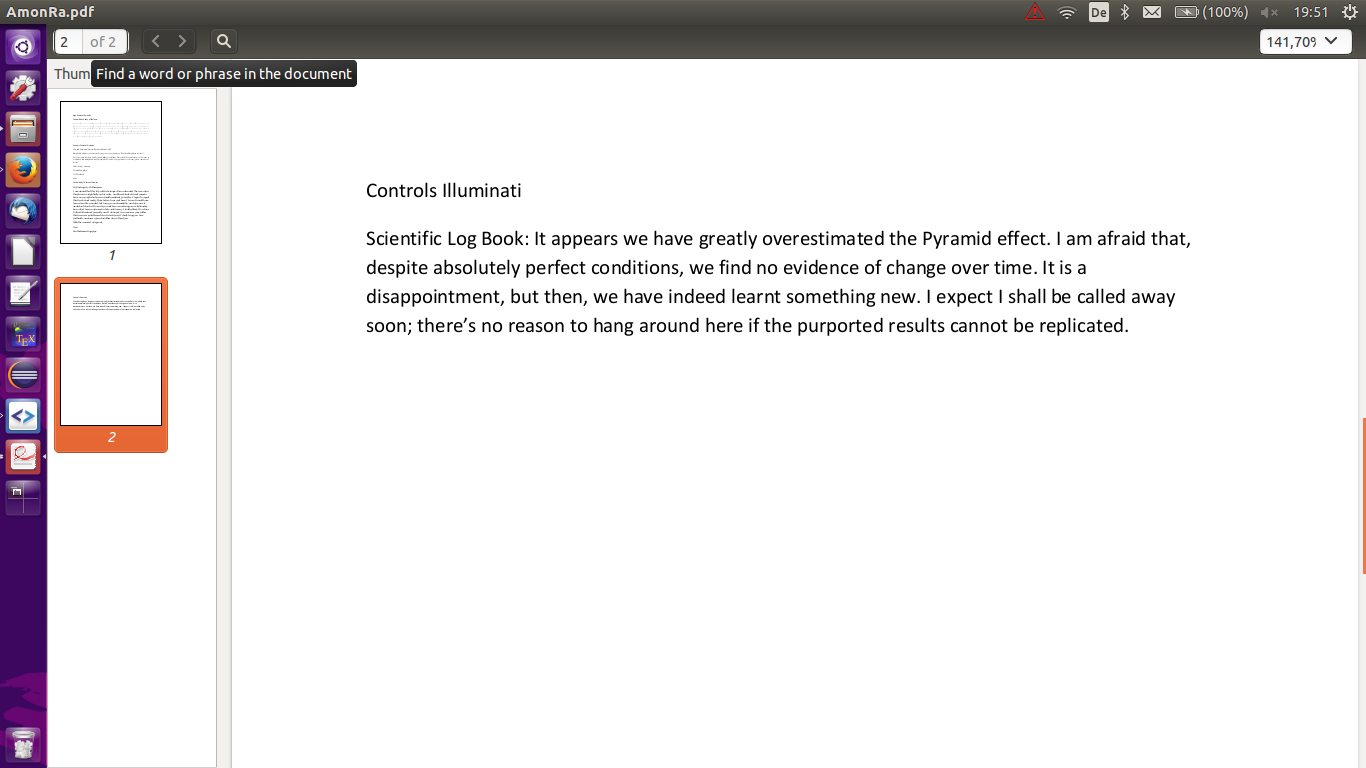 AmonRa.pdf
De
(100%)
19:51
2 of 2
141,70%
Thum
Find a word or phrase in the document
1
2
Controls Illuminati
Scientific Log Book: It appears we have greatly overestimated the Pyramid effect. I am afraid that,
despite absolutely perfect conditions, we find no evidence of change over time. It is a
disappointment, but then, we have indeed learnt something new. I expect I shall be called away
soon; there’s no reason to hang around here if the purported results cannot be replicated.